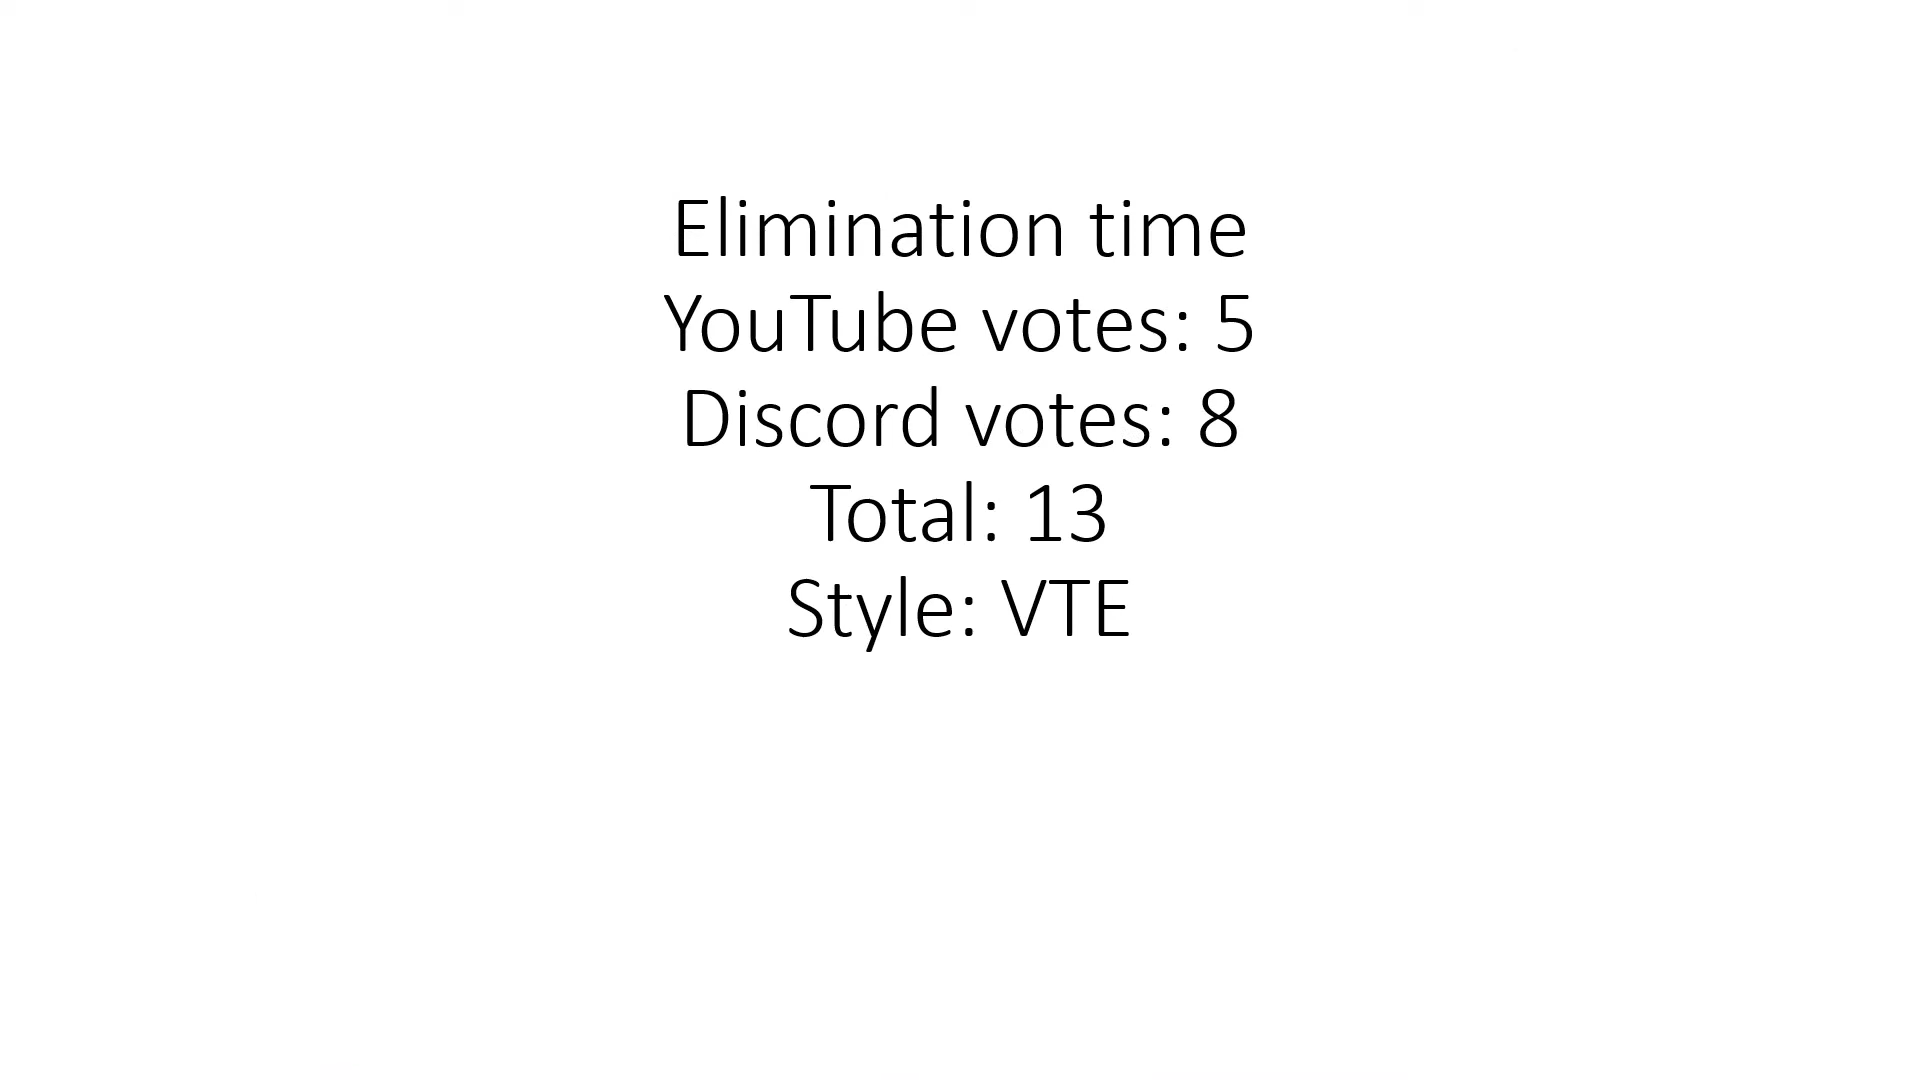 Elimination time
YouTube votes: 5
Discord votes: 8
Total: 13
Style: VTE